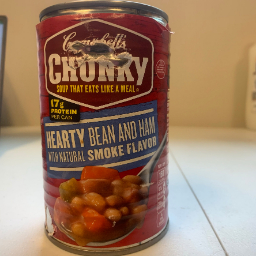 Campbell's
CHUNKY
SOUP THAT EATS LIKE A MEAL
17g
PROTEIN
PER CAN
HEARTY BEAN AND HAM
WITH NATURAL SMOKE FLAVOR